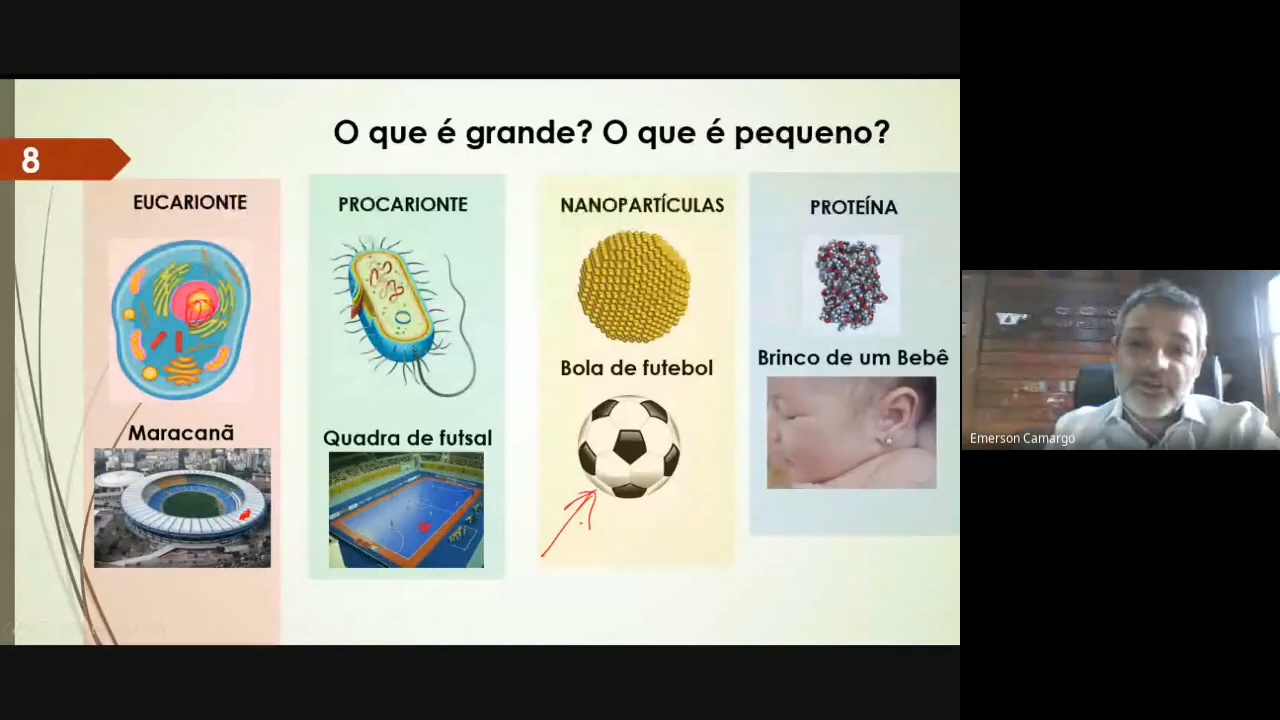 O que é grande? O que é pequeno?
8
EUCARIONTE
PROCARIONTE
NANOPARTÍCULAS
PROTEÍNA
Bola de futebol
Brinco de um Bebê
Maracanã
Quadra de futsal
Emerson Camargo